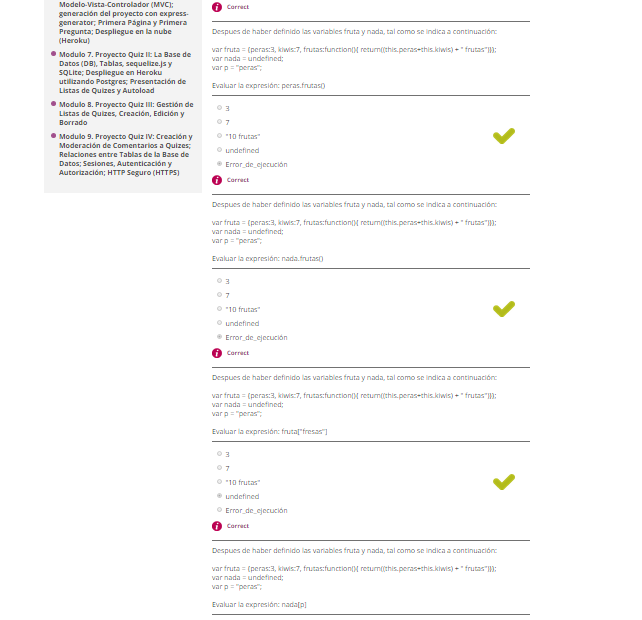 Modelo-Vista-Controlador (MVC);
generación del proyecto con express-
generator; Primera Página y Primera
Pregunta; Despliegue en la nube
(Heroku)
Modulo 7. Proyecto Quiz II: La Base de
Datos (DB), Tablas, sequelize.js y
SQLite; Despliegue en Heroku
utilizando Postgres; Presentación de
Listas de Quizes y Autoload
Modulo 8. Proyecto Quiz III: Gestión de
Listas de Quizes, Creación, Edición y
Borrado
Modulo 9. Proyecto Quiz IV: Creación y
Moderación de Comentarios a Quizes;
Relaciones entre Tablas de la Base de
Datos; Sesiones, Autenticación y
Autorización; HTTP Seguro (HTTPS)
Correct
Despues de haber definido las variables fruta y nada, tal como se indica a continuación:
var fruta = {peras:3, kiwis:7, frutas:function(){ return((this.peras+this.kiwis) + " frutas")}};
var nada = undefined;
var p = "peras";
Evaluar la expresión: peras.frutas()
3
7
"10 frutas"
undefined
Error_de_ejecución
Correct
Despues de haber definido las variables fruta y nada, tal como se indica a continuación:
var fruta = {peras:3, kiwis:7, frutas:function(){ return((this.peras+this.kiwis) + " frutas")}};
var nada = undefined;
var p = "peras";
Evaluar la expresión: nada.frutas()
3
7
"10 frutas"
undefined
Error_de_ejecución
Correct
Despues de haber definido las variables fruta y nada, tal como se indica a continuación:
var fruta = {peras:3, kiwis:7, frutas:function(){ return((this.peras+this.kiwis) + " frutas")}};
var nada = undefined;
var p = "peras";
Evaluar la expresión: fruta["fresas"]
3
7
"10 frutas"
undefined
Error_de_ejecución
Correct
Despues de haber definido las variables fruta y nada, tal como se indica a continuación:
var fruta = {peras:3, kiwis:7, frutas:function(){ return((this.peras+this.kiwis) + " frutas")}};
var nada = undefined;
var p = "peras";
Evaluar la expresión: nada[p]